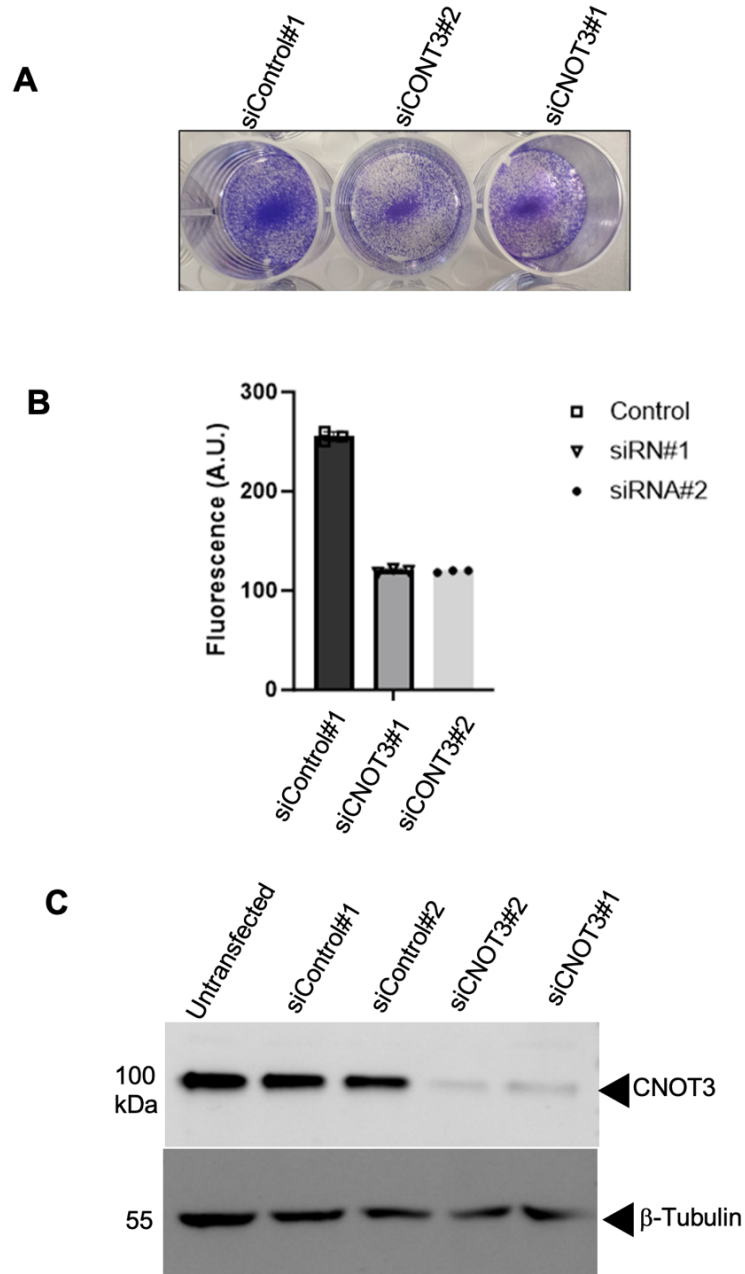 A
siControl#1
siCONT3#2
siCNOT3#1
B
300
200
100
0
Fluorescence (A.U.)
Control
siRN#1
siRNA#2
siControl#1
siCNOT3#1
siCONT3#2
C
Untransfected
siControl#1
siControl#2
siCNOT3#2
siCNOT3#1
100
kDa
CNOT3
55
β-Tubulin